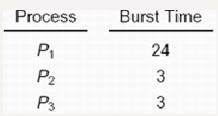 Process Burst Time
P₁ 24
P₂ 3
P₃ 3